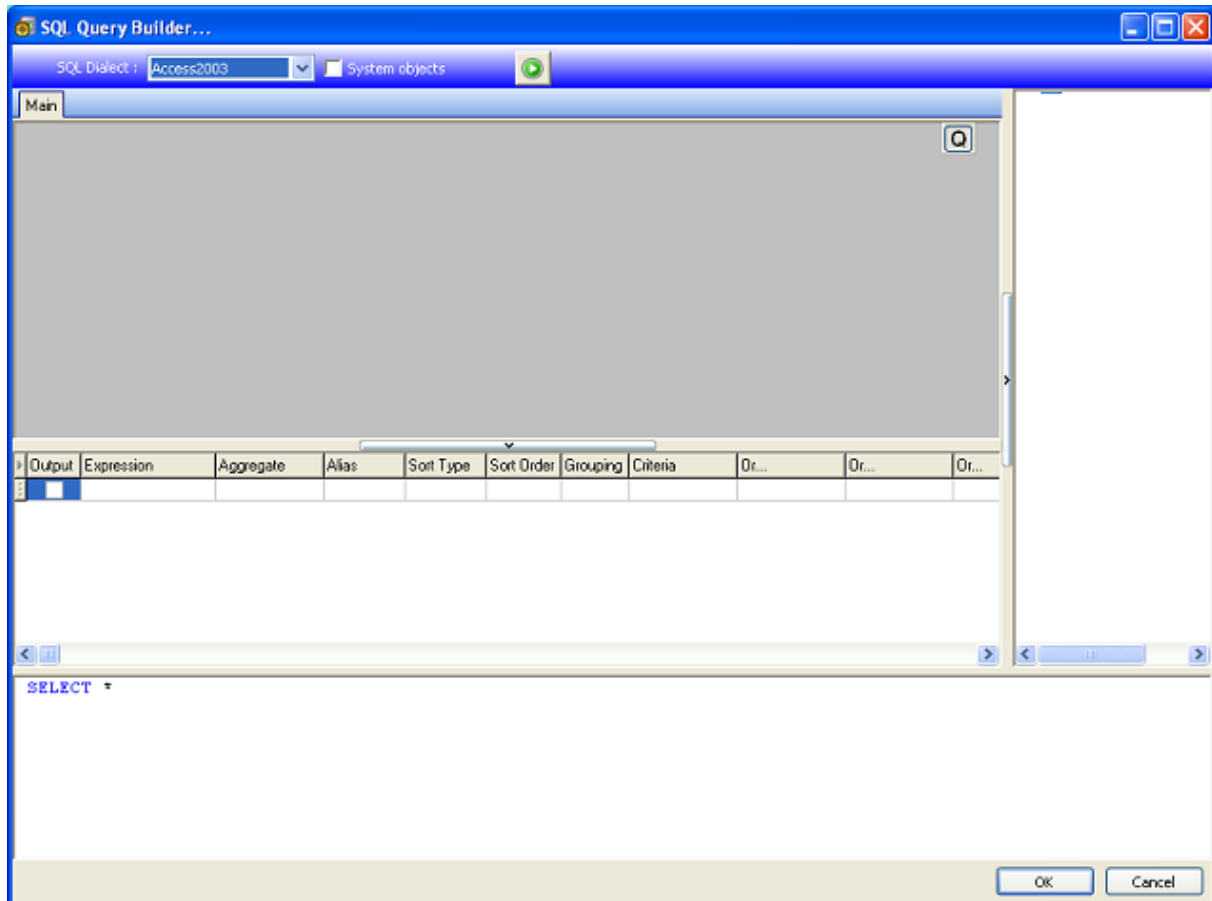 SQL Query Builder...
SQL Dialect : Access2003 System objects
Main
Q
Output Expression Aggregate Alias Sort Type Sort Order Grouping Criteria Or... Or... Or...
SELECT *
OK Cancel